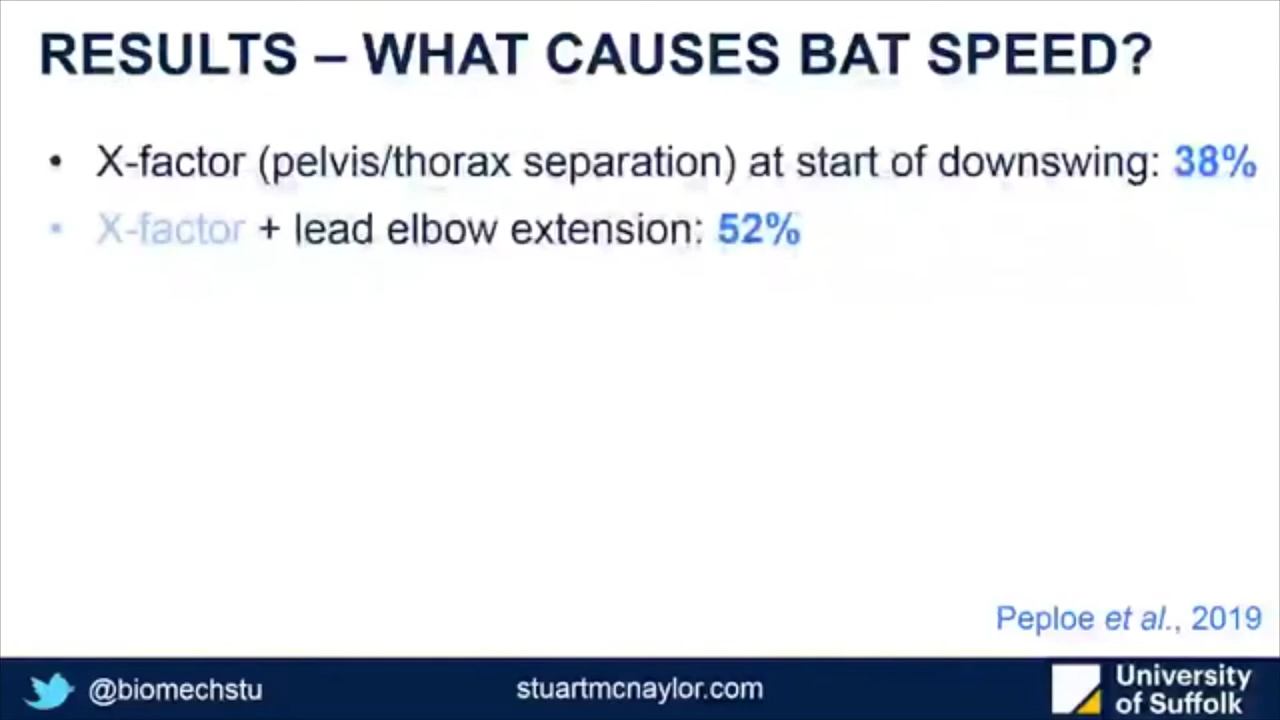 RESULTS – WHAT CAUSES BAT SPEED?
• X-factor (pelvis/thorax separation) at start of downswing: 38%
• X-factor + lead elbow extension: 52%
Peploe et al., 2019
@biomechstu
stuartmcnaylor.com
University
of Suffolk